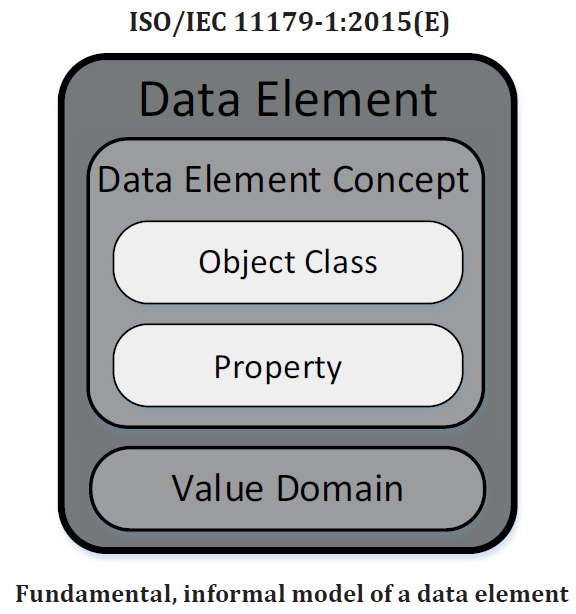 ISO/IEC 11179-1:2015(E)
Data Element
Data Element Concept
Object Class
Property
Value Domain
Fundamental, informal model of a data element